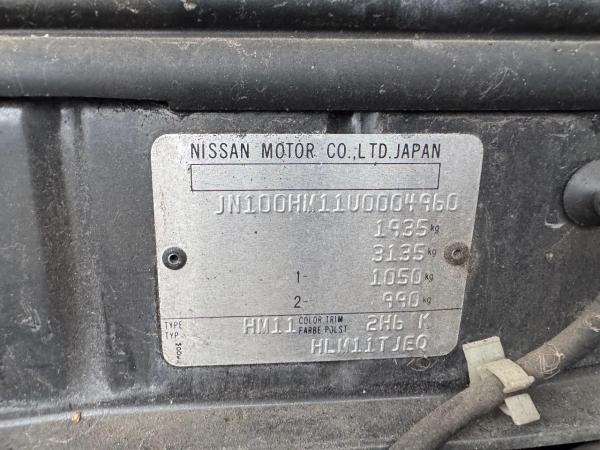 NISSAN MOTOR CO.,LTD.JAPAN
JN100HM11U0004960
1935 kg
3135 kg
1- 1050 kg
2- 990 kg
TYPE TYP. HM11 COLOR,TRIM FARBE,POLST 2H6 K
HLM11TJEQ